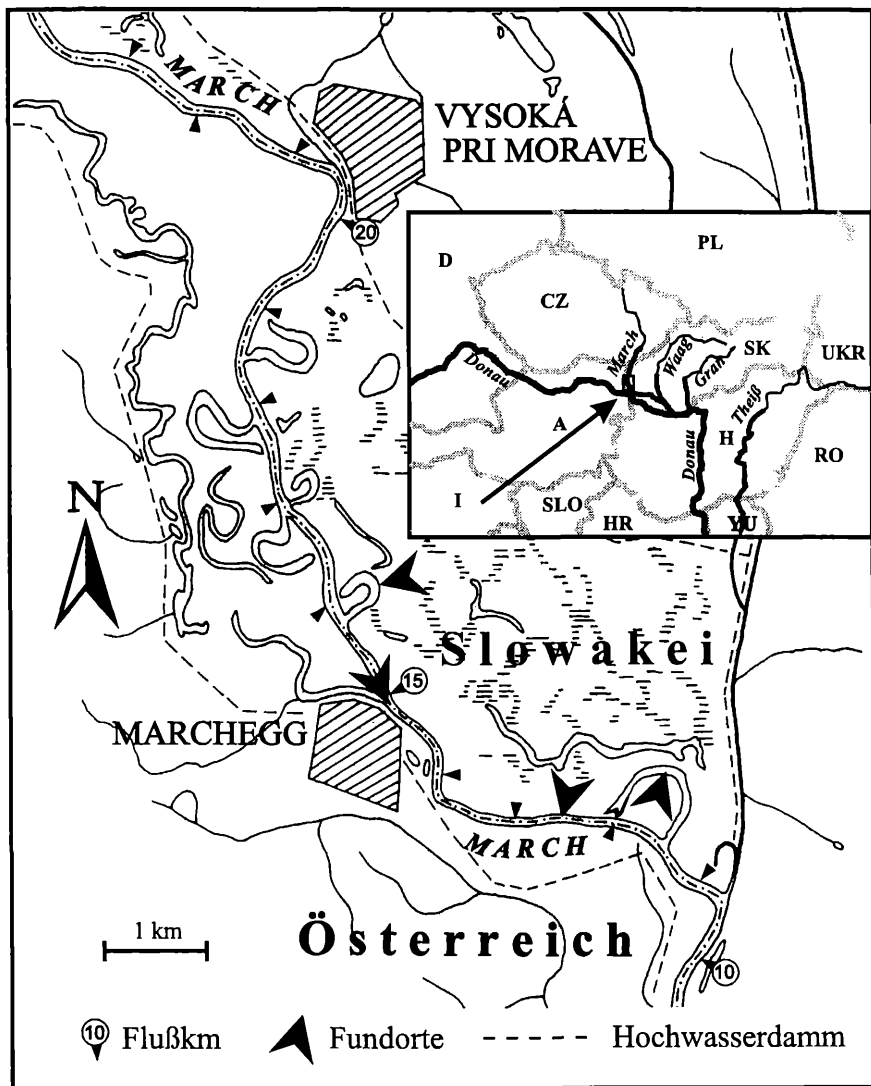 MARCH
VYSOKÁ
PRI MORAVE
20
D
PL
CZ
March
Waag
Gran
SK
UKR
Donau
Theiß
A
H
Donau
RO
I
SLO
HR
YU
N
Slowakei
15
MARCHEGG
MARCH
1 km
Österreich
10
10 Flußkm
Fundorte
Hochwasserdamm